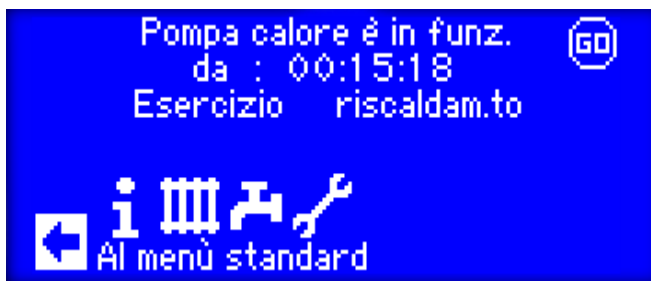 Pompa calore è in funz.
GO
da : 00:15:18
Esercizio riscaldam.to
Al menù standard